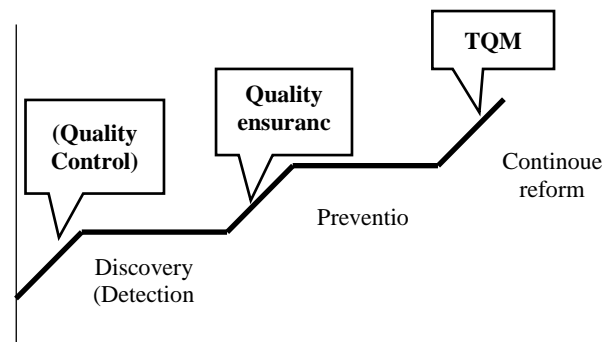 TQM
Quality
ensuranc
(Quality
Control)
Continoue
reform
Preventio
Discovery
(Detection